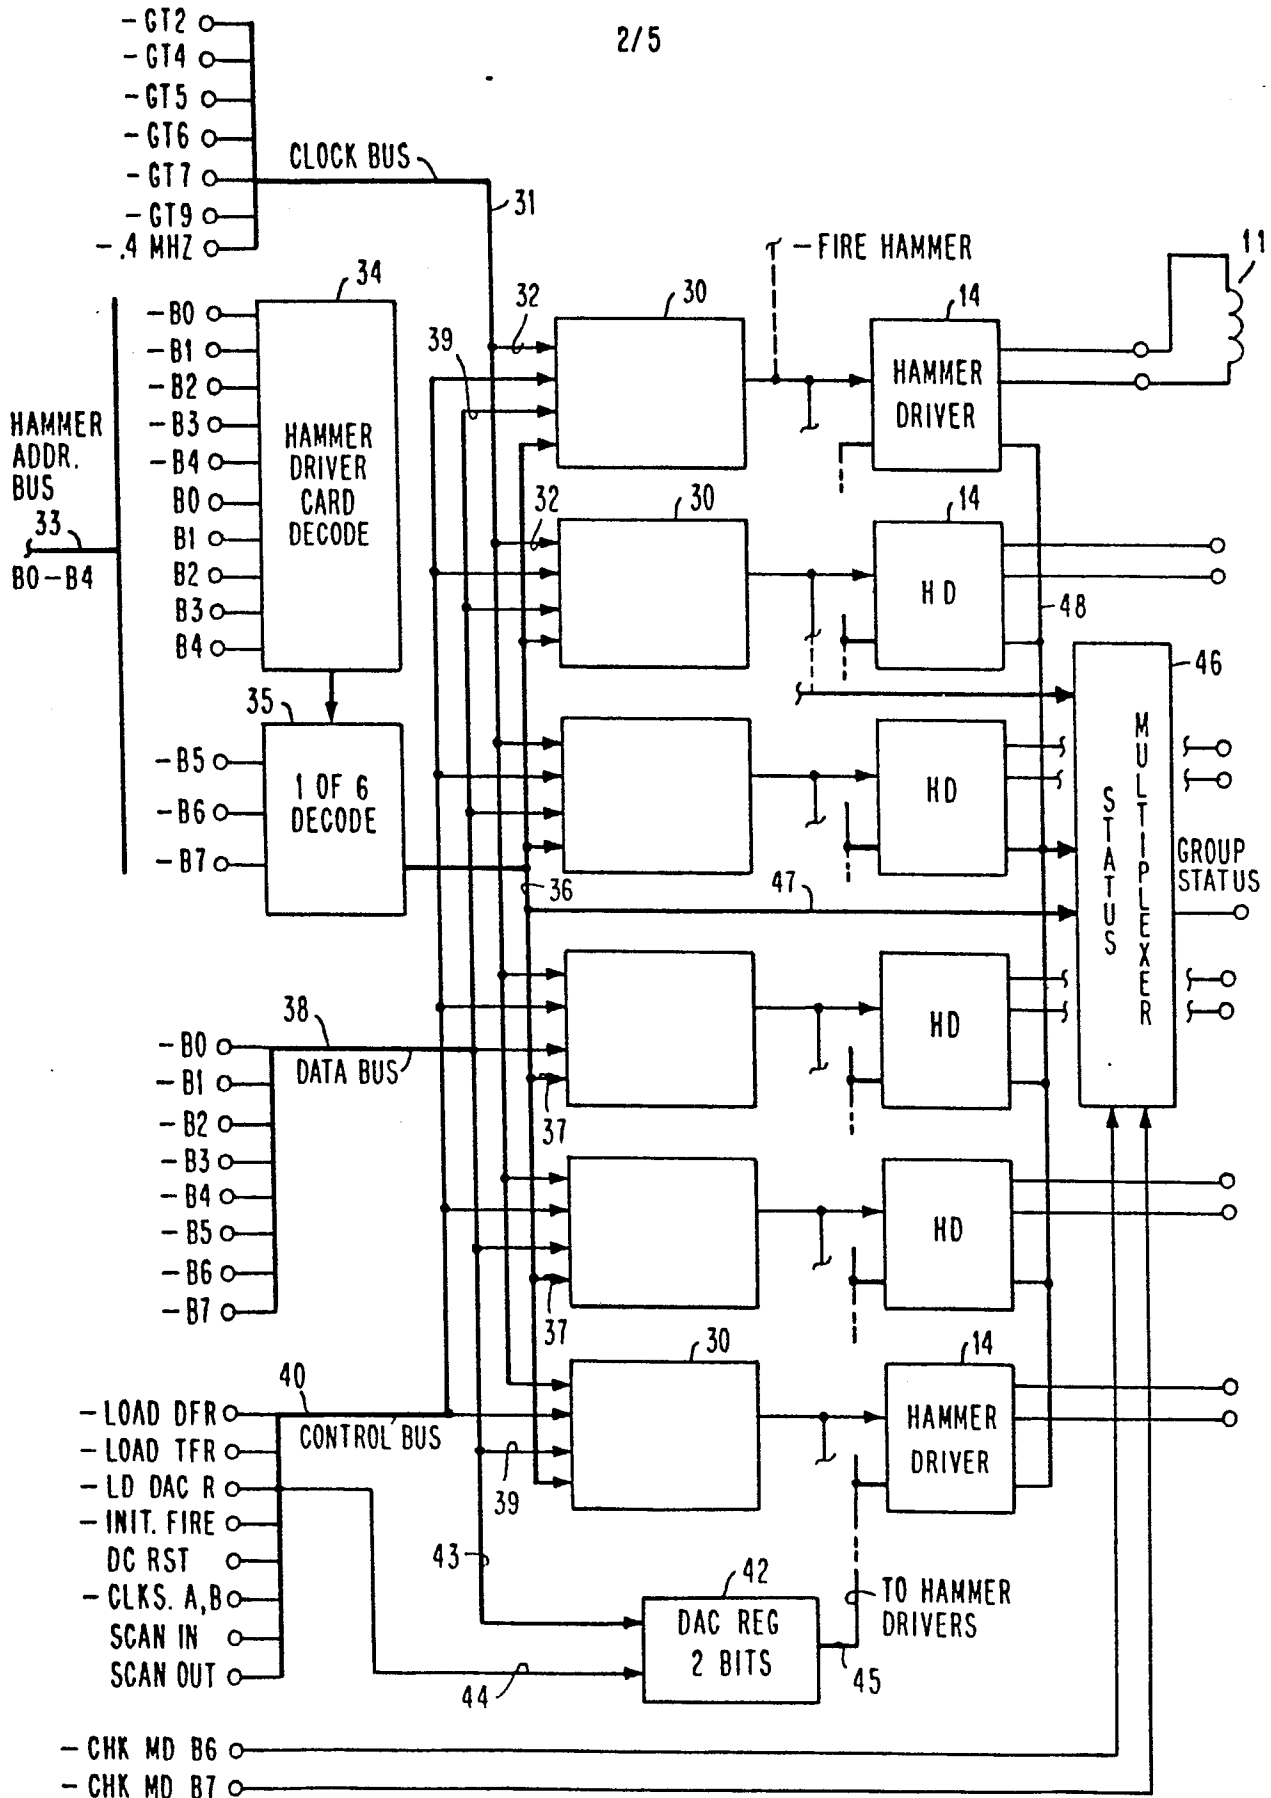 2/5
-GT2
-GT4
-GT5
-GT6
-GT7
-GT9
-.4 MHZ
CLOCK BUS
31
-FIRE HAMMER
11
34
-B0
-B1
-B2
-B3
-B4
B0
B1
B2
B3
B4
HAMMER
DRIVER
CARD
DECODE
HAMMER
ADDR.
BUS
33
B0-B4
32
39
30
14
HAMMER
DRIVER
32
30
14
HD
48
46
35
-B5
-B6
-B7
1 OF 6
DECODE
36
HD
47
STATUS
MULTIPLEXER
GROUP
STATUS
38
DATA BUS
-B0
-B1
-B2
-B3
-B4
-B5
-B6
-B7
37
HD
37
HD
30
14
HAMMER
DRIVER
39
40
CONTROL BUS
-LOAD DFR
-LOAD TFR
-LD DAC R
-INIT. FIRE
DC RST
-CLKS. A,B
SCAN IN
SCAN OUT
43
44
42
DAC REG
2 BITS
45
TO HAMMER
DRIVERS
-CHK MD B6
-CHK MD B7